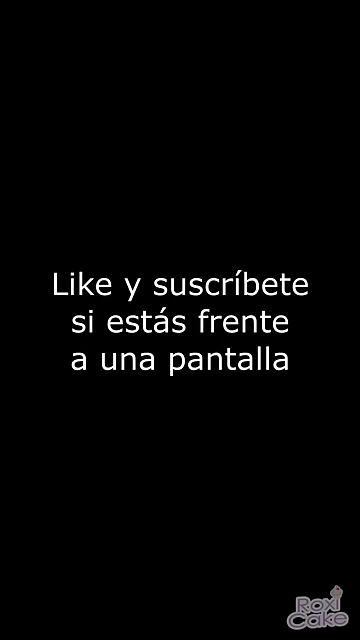 Like y suscríbete
si estás frente
a una pantalla
Roxi
Cake